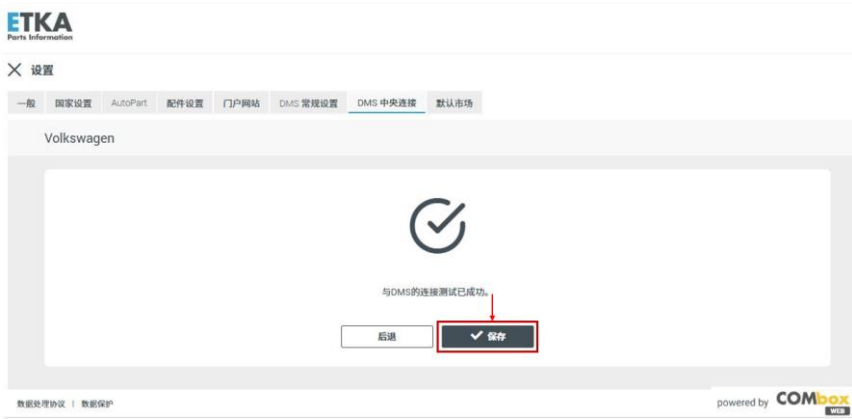 ETKA
Parts Information
设置
一般 国家设置 AutoPart 配件设置 门户网站 DMS 常规设置 DMS 中央连接 默认市场
Volkswagen
与DMS的连接测试已成功。
后退 保存
数据处理协议 | 数据保护 powered by COMbox WEB